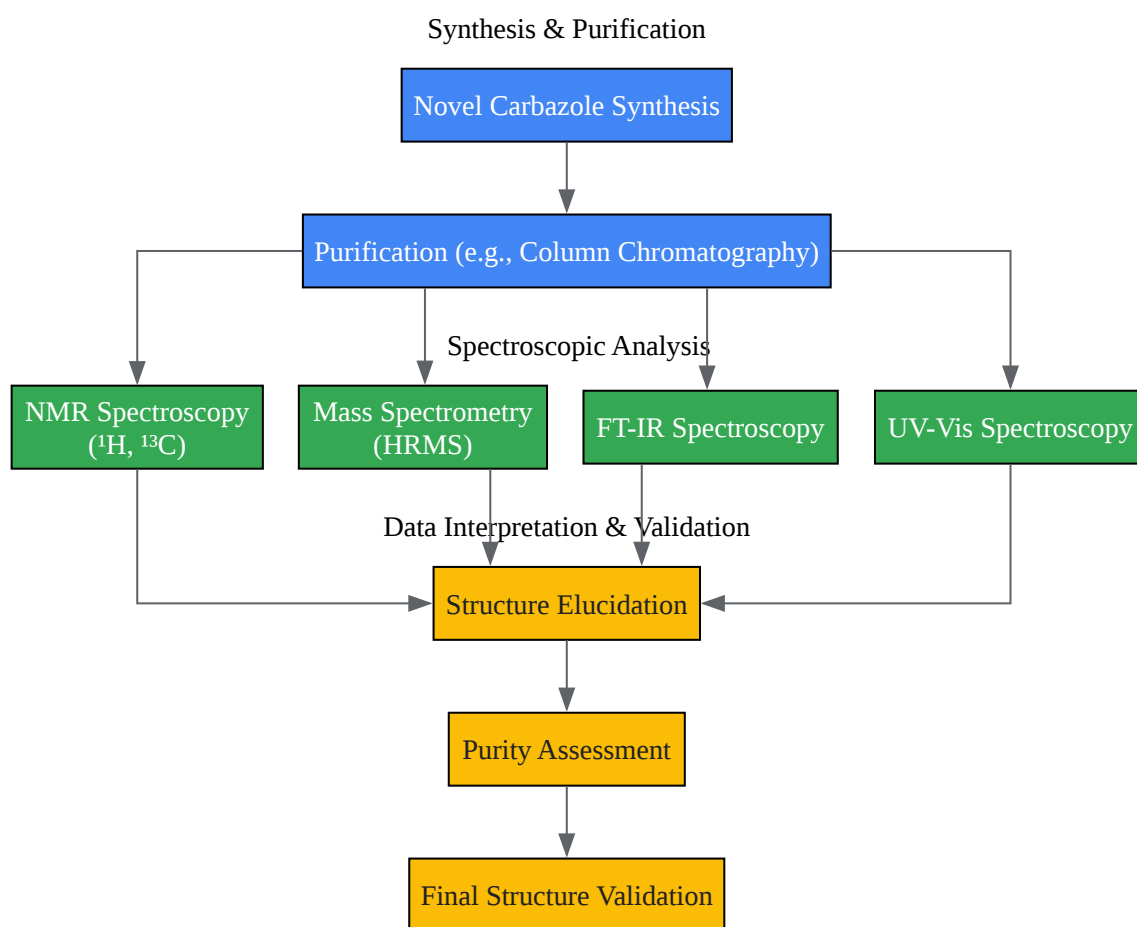 Synthesis & Purification
Novel Carbazole Synthesis
Purification (e.g., Column Chromatography)
Spectroscopic Analysis
NMR Spectroscopy
(¹H, ¹³C)
Mass Spectrometry
(HRMS)
FT-IR Spectroscopy
UV-Vis Spectroscopy
Data Interpretation & Validation
Structure Elucidation
Purity Assessment
Final Structure Validation